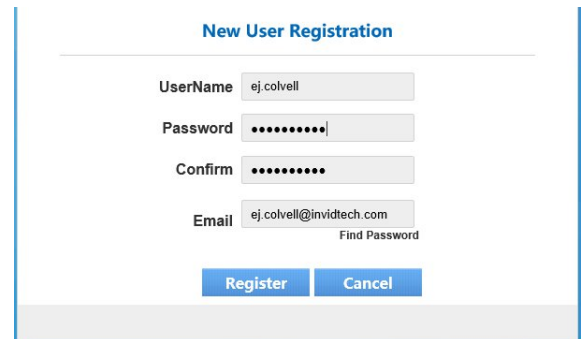 New User Registration
UserName ej.colvell
Password ●●●●●●●●●●
Confirm ●●●●●●●●●●
Email ej.colvell@invidtech.com
Find Password
Register Cancel